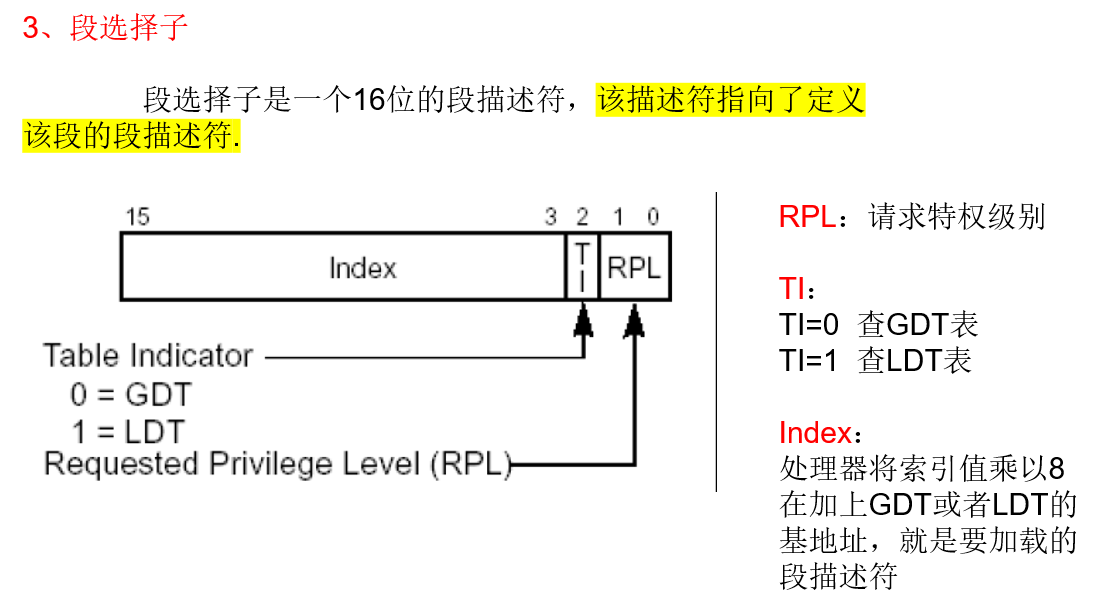 3、段选择子
段选择子是一个16位的段描述符，该描述符指向了定义
该段的段描述符.
15 3 2 1 0
Index TI RPL
Table Indicator
0 = GDT
1 = LDT
Requested Privilege Level (RPL)
RPL：请求特权级别
TI：
TI=0 查GDT表
TI=1 查LDT表
Index：
处理器将索引值乘以8
在加上GDT或者LDT的
基地址，就是要加载的
段描述符